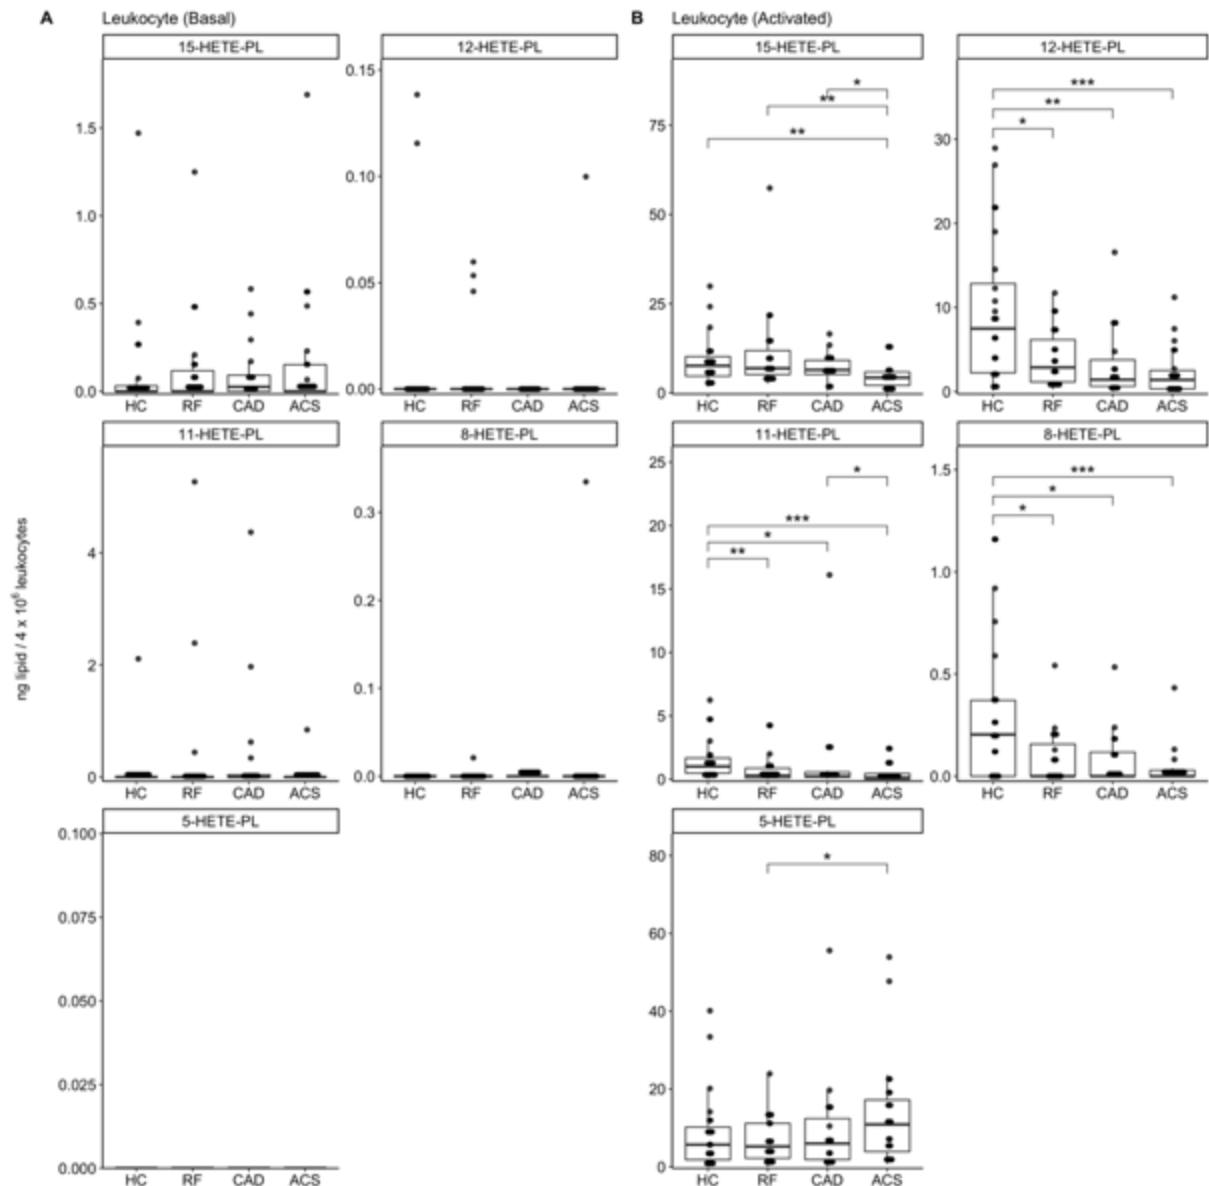 A Leukocyte (Basal)
15-HETE-PL
1.5
1.0
0.5
0.0
HC RF CAD ACS
12-HETE-PL
0.15
0.10
0.05
0.00
HC RF CAD ACS
11-HETE-PL
4
2
0
HC RF CAD ACS
8-HETE-PL
0.3
0.2
0.1
0.0
HC RF CAD ACS
5-HETE-PL
0.100
0.075
0.050
0.025
0.000
HC RF CAD ACS
ng lipid / 4 x 10⁶ leukocytes
B Leukocyte (Activated)
15-HETE-PL
*
**
**
75
50
25
0
HC RF CAD ACS
12-HETE-PL
***
**
*
30
20
10
0
HC RF CAD ACS
11-HETE-PL
*
***
*
**
25
20
15
10
5
0
HC RF CAD ACS
8-HETE-PL
***
*
*
1.5
1.0
0.5
0.0
HC RF CAD ACS
5-HETE-PL
*
80
60
40
20
0
HC RF CAD ACS